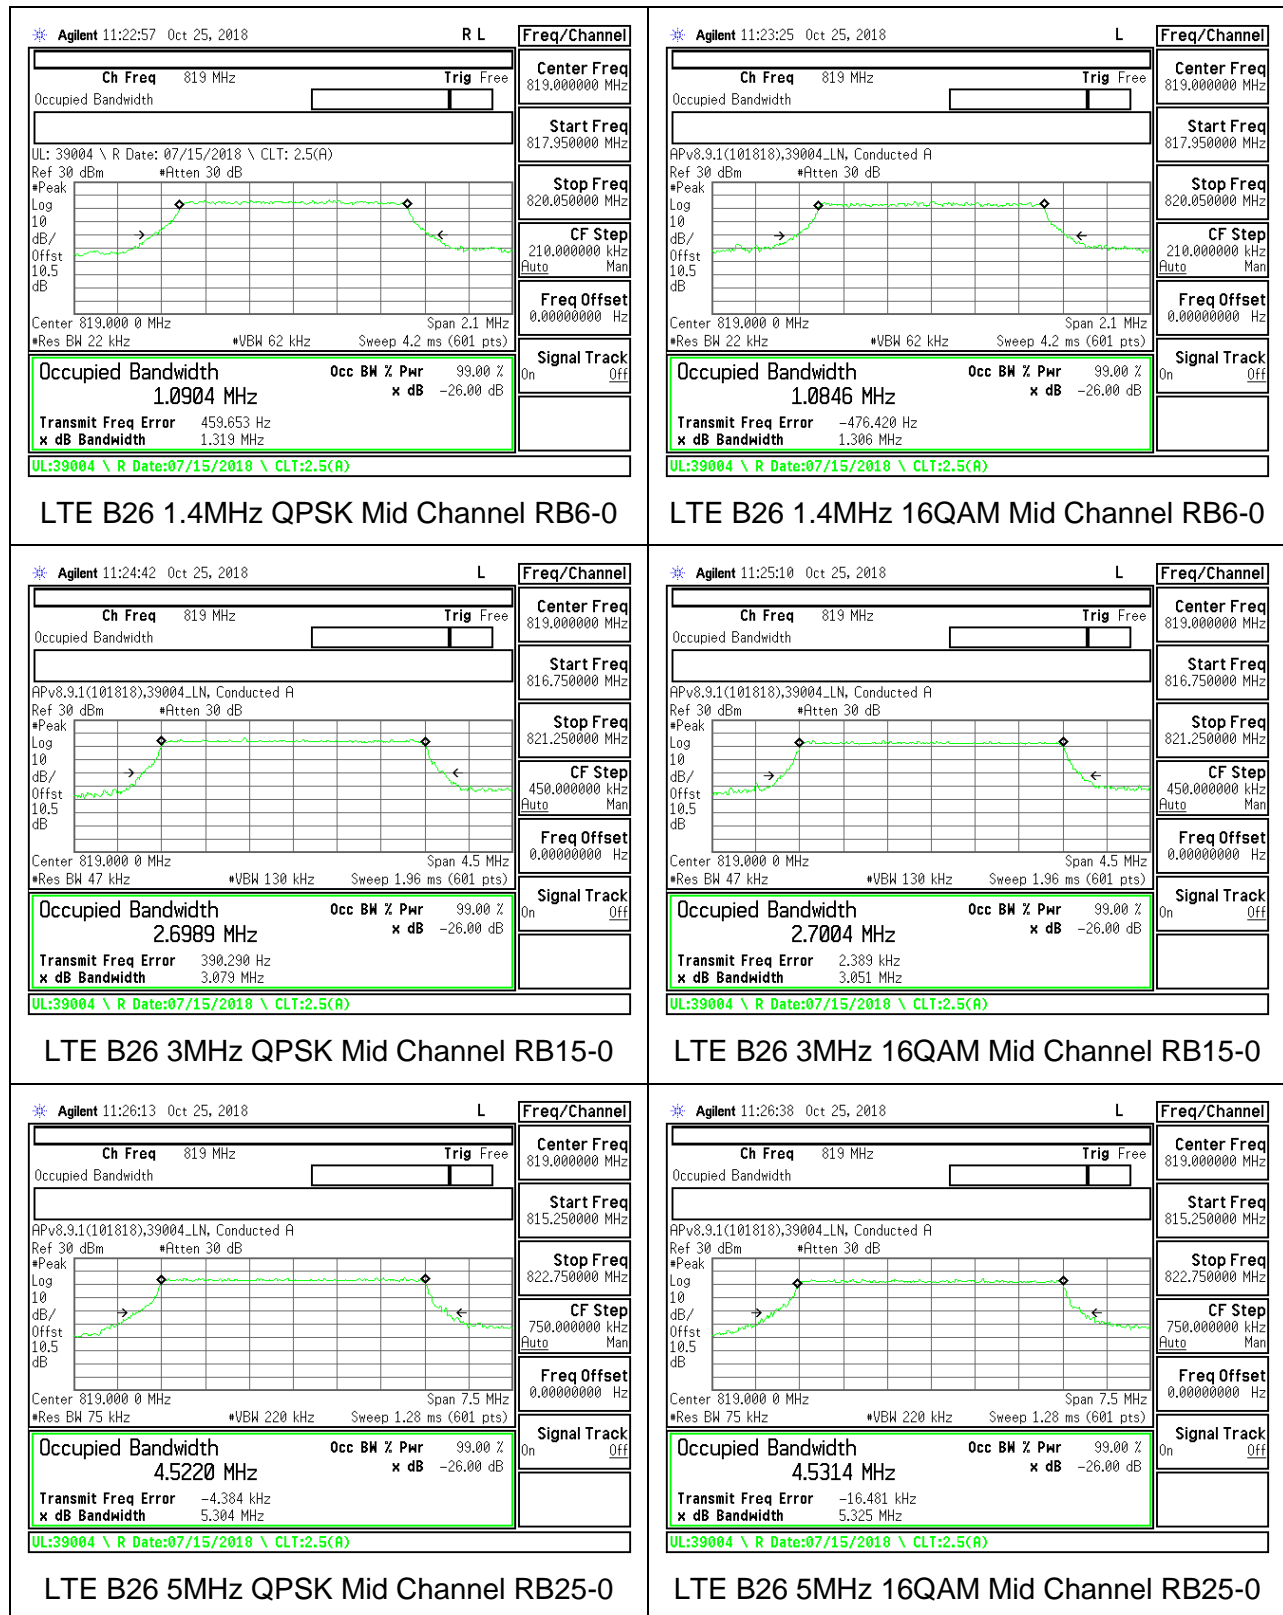 Agilent 11:22:57 Oct 25, 2018 R L Freq/Channel
Ch Freq 819 MHz Trig Free
Occupied Bandwidth
Center Freq
819.000000 MHz
Start Freq
817.950000 MHz
UL: 39004 \ R Date: 07/15/2018 \ CLT: 2.5(A)
Ref 30 dBm #Atten 30 dB
#Peak
Log
10
dB/
Offst
10.5
dB
Stop Freq
820.050000 MHz
CF Step
210.000000 kHz
Auto Man
Freq Offset
0.00000000 Hz
Center 819.000 0 MHz Span 2.1 MHz
#Res BW 22 kHz #VBW 62 kHz Sweep 4.2 ms (601 pts)
Signal Track
On Off
Occupied Bandwidth Occ BW % Pwr 99.00 %
1.0904 MHz x dB -26.00 dB
Transmit Freq Error 459.653 Hz
x dB Bandwidth 1.319 MHz
UL:39004 \ R Date:07/15/2018 \ CLT:2.5(A)
LTE B26 1.4MHz QPSK Mid Channel RB6-0
Agilent 11:23:25 Oct 25, 2018 L Freq/Channel
Ch Freq 819 MHz Trig Free
Occupied Bandwidth
Center Freq
819.000000 MHz
Start Freq
817.950000 MHz
APv8.9.1(101818),39004_LN, Conducted A
Ref 30 dBm #Atten 30 dB
#Peak
Log
10
dB/
Offst
10.5
dB
Stop Freq
820.050000 MHz
CF Step
210.000000 kHz
Auto Man
Freq Offset
0.00000000 Hz
Center 819.000 0 MHz Span 2.1 MHz
#Res BW 22 kHz #VBW 62 kHz Sweep 4.2 ms (601 pts)
Signal Track
On Off
Occupied Bandwidth Occ BW % Pwr 99.00 %
1.0846 MHz x dB -26.00 dB
Transmit Freq Error -476.420 Hz
x dB Bandwidth 1.306 MHz
UL:39004 \ R Date:07/15/2018 \ CLT:2.5(A)
LTE B26 1.4MHz 16QAM Mid Channel RB6-0
Agilent 11:24:42 Oct 25, 2018 L Freq/Channel
Ch Freq 819 MHz Trig Free
Occupied Bandwidth
Center Freq
819.000000 MHz
Start Freq
816.750000 MHz
APv8.9.1(101818),39004_LN, Conducted A
Ref 30 dBm #Atten 30 dB
#Peak
Log
10
dB/
Offst
10.5
dB
Stop Freq
821.250000 MHz
CF Step
450.000000 kHz
Auto Man
Freq Offset
0.00000000 Hz
Center 819.000 0 MHz Span 4.5 MHz
#Res BW 47 kHz #VBW 130 kHz Sweep 1.96 ms (601 pts)
Signal Track
On Off
Occupied Bandwidth Occ BW % Pwr 99.00 %
2.6989 MHz x dB -26.00 dB
Transmit Freq Error 390.290 Hz
x dB Bandwidth 3.079 MHz
UL:39004 \ R Date:07/15/2018 \ CLT:2.5(A)
LTE B26 3MHz QPSK Mid Channel RB15-0
Agilent 11:25:10 Oct 25, 2018 L Freq/Channel
Ch Freq 819 MHz Trig Free
Occupied Bandwidth
Center Freq
819.000000 MHz
Start Freq
816.750000 MHz
APv8.9.1(101818),39004_LN, Conducted A
Ref 30 dBm #Atten 30 dB
#Peak
Log
10
dB/
Offst
10.5
dB
Stop Freq
821.250000 MHz
CF Step
450.000000 kHz
Auto Man
Freq Offset
0.00000000 Hz
Center 819.000 0 MHz Span 4.5 MHz
#Res BW 47 kHz #VBW 130 kHz Sweep 1.96 ms (601 pts)
Signal Track
On Off
Occupied Bandwidth Occ BW % Pwr 99.00 %
2.7004 MHz x dB -26.00 dB
Transmit Freq Error 2.389 kHz
x dB Bandwidth 3.051 MHz
UL:39004 \ R Date:07/15/2018 \ CLT:2.5(A)
LTE B26 3MHz 16QAM Mid Channel RB15-0
Agilent 11:26:13 Oct 25, 2018 L Freq/Channel
Ch Freq 819 MHz Trig Free
Occupied Bandwidth
Center Freq
819.000000 MHz
Start Freq
815.250000 MHz
APv8.9.1(101818),39004_LN, Conducted A
Ref 30 dBm #Atten 30 dB
#Peak
Log
10
dB/
Offst
10.5
dB
Stop Freq
822.750000 MHz
CF Step
750.000000 kHz
Auto Man
Freq Offset
0.00000000 Hz
Center 819.000 0 MHz Span 7.5 MHz
#Res BW 75 kHz #VBW 220 kHz Sweep 1.28 ms (601 pts)
Signal Track
On Off
Occupied Bandwidth Occ BW % Pwr 99.00 %
4.5220 MHz x dB -26.00 dB
Transmit Freq Error -4.384 kHz
x dB Bandwidth 5.304 MHz
UL:39004 \ R Date:07/15/2018 \ CLT:2.5(A)
LTE B26 5MHz QPSK Mid Channel RB25-0
Agilent 11:26:38 Oct 25, 2018 L Freq/Channel
Ch Freq 819 MHz Trig Free
Occupied Bandwidth
Center Freq
819.000000 MHz
Start Freq
815.250000 MHz
APv8.9.1(101818),39004_LN, Conducted A
Ref 30 dBm #Atten 30 dB
#Peak
Log
10
dB/
Offst
10.5
dB
Stop Freq
822.750000 MHz
CF Step
750.000000 kHz
Auto Man
Freq Offset
0.00000000 Hz
Center 819.000 0 MHz Span 7.5 MHz
#Res BW 75 kHz #VBW 220 kHz Sweep 1.28 ms (601 pts)
Signal Track
On Off
Occupied Bandwidth Occ BW % Pwr 99.00 %
4.5314 MHz x dB -26.00 dB
Transmit Freq Error -16.481 kHz
x dB Bandwidth 5.325 MHz
UL:39004 \ R Date:07/15/2018 \ CLT:2.5(A)
LTE B26 5MHz 16QAM Mid Channel RB25-0